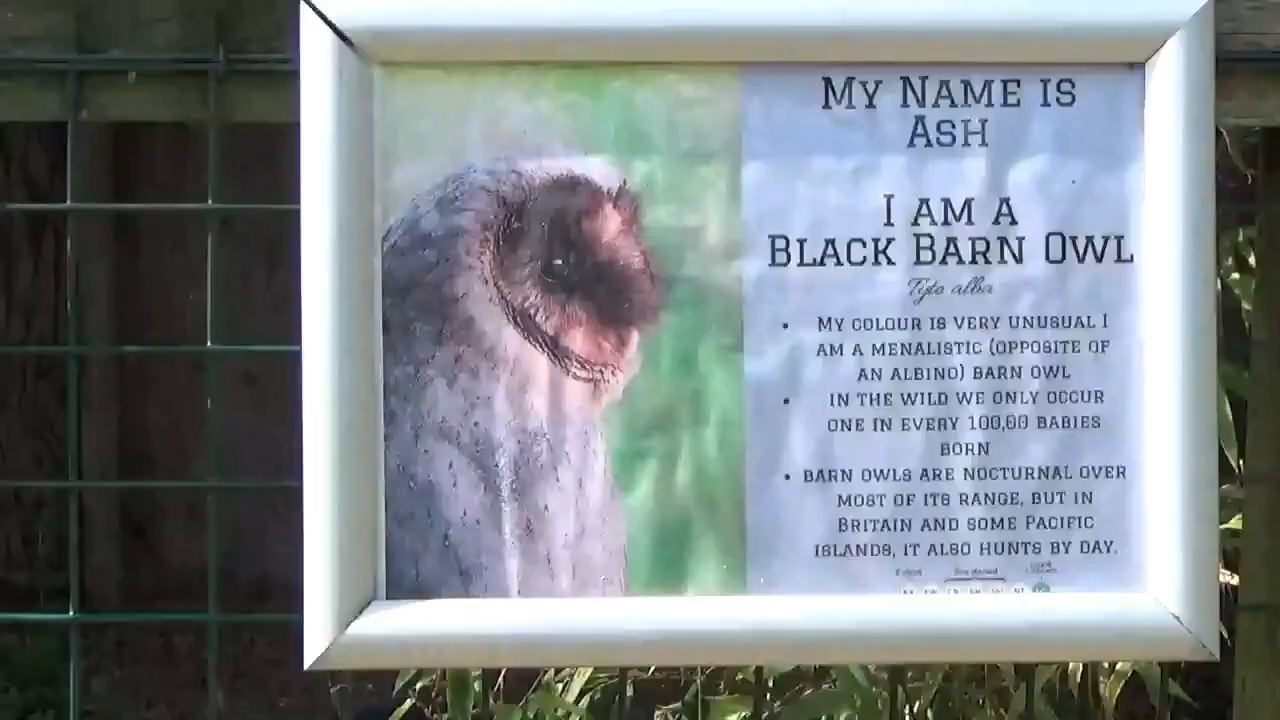 My Name is
Ash
I am a
Black Barn Owl
Tyto alba
• My colour is very unusual I
am a menalistic (opposite of
an albino) barn owl
• In the wild we only occur
one in every 100,00 babies
born
• Barn owls are nocturnal over
most of its range, but in
Britain and some Pacific
islands, it also hunts by day.